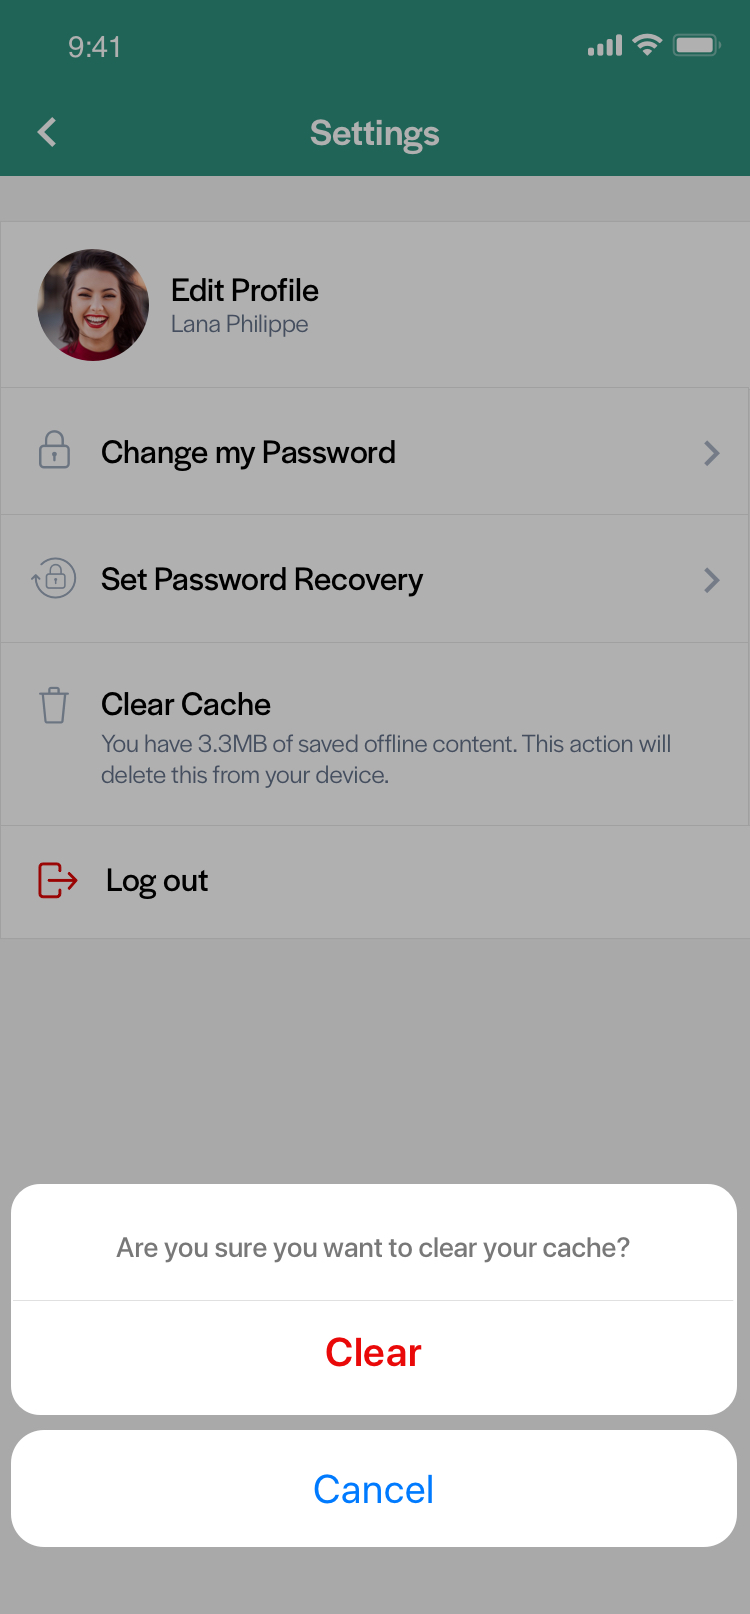 9:41
Settings
Edit Profile
Lana Philippe
Change my Password
Set Password Recovery
Clear Cache
You have 3.3MB of saved offline content. This action will
delete this from your device.
Log out
Are you sure you want to clear your cache?
Clear
Cancel